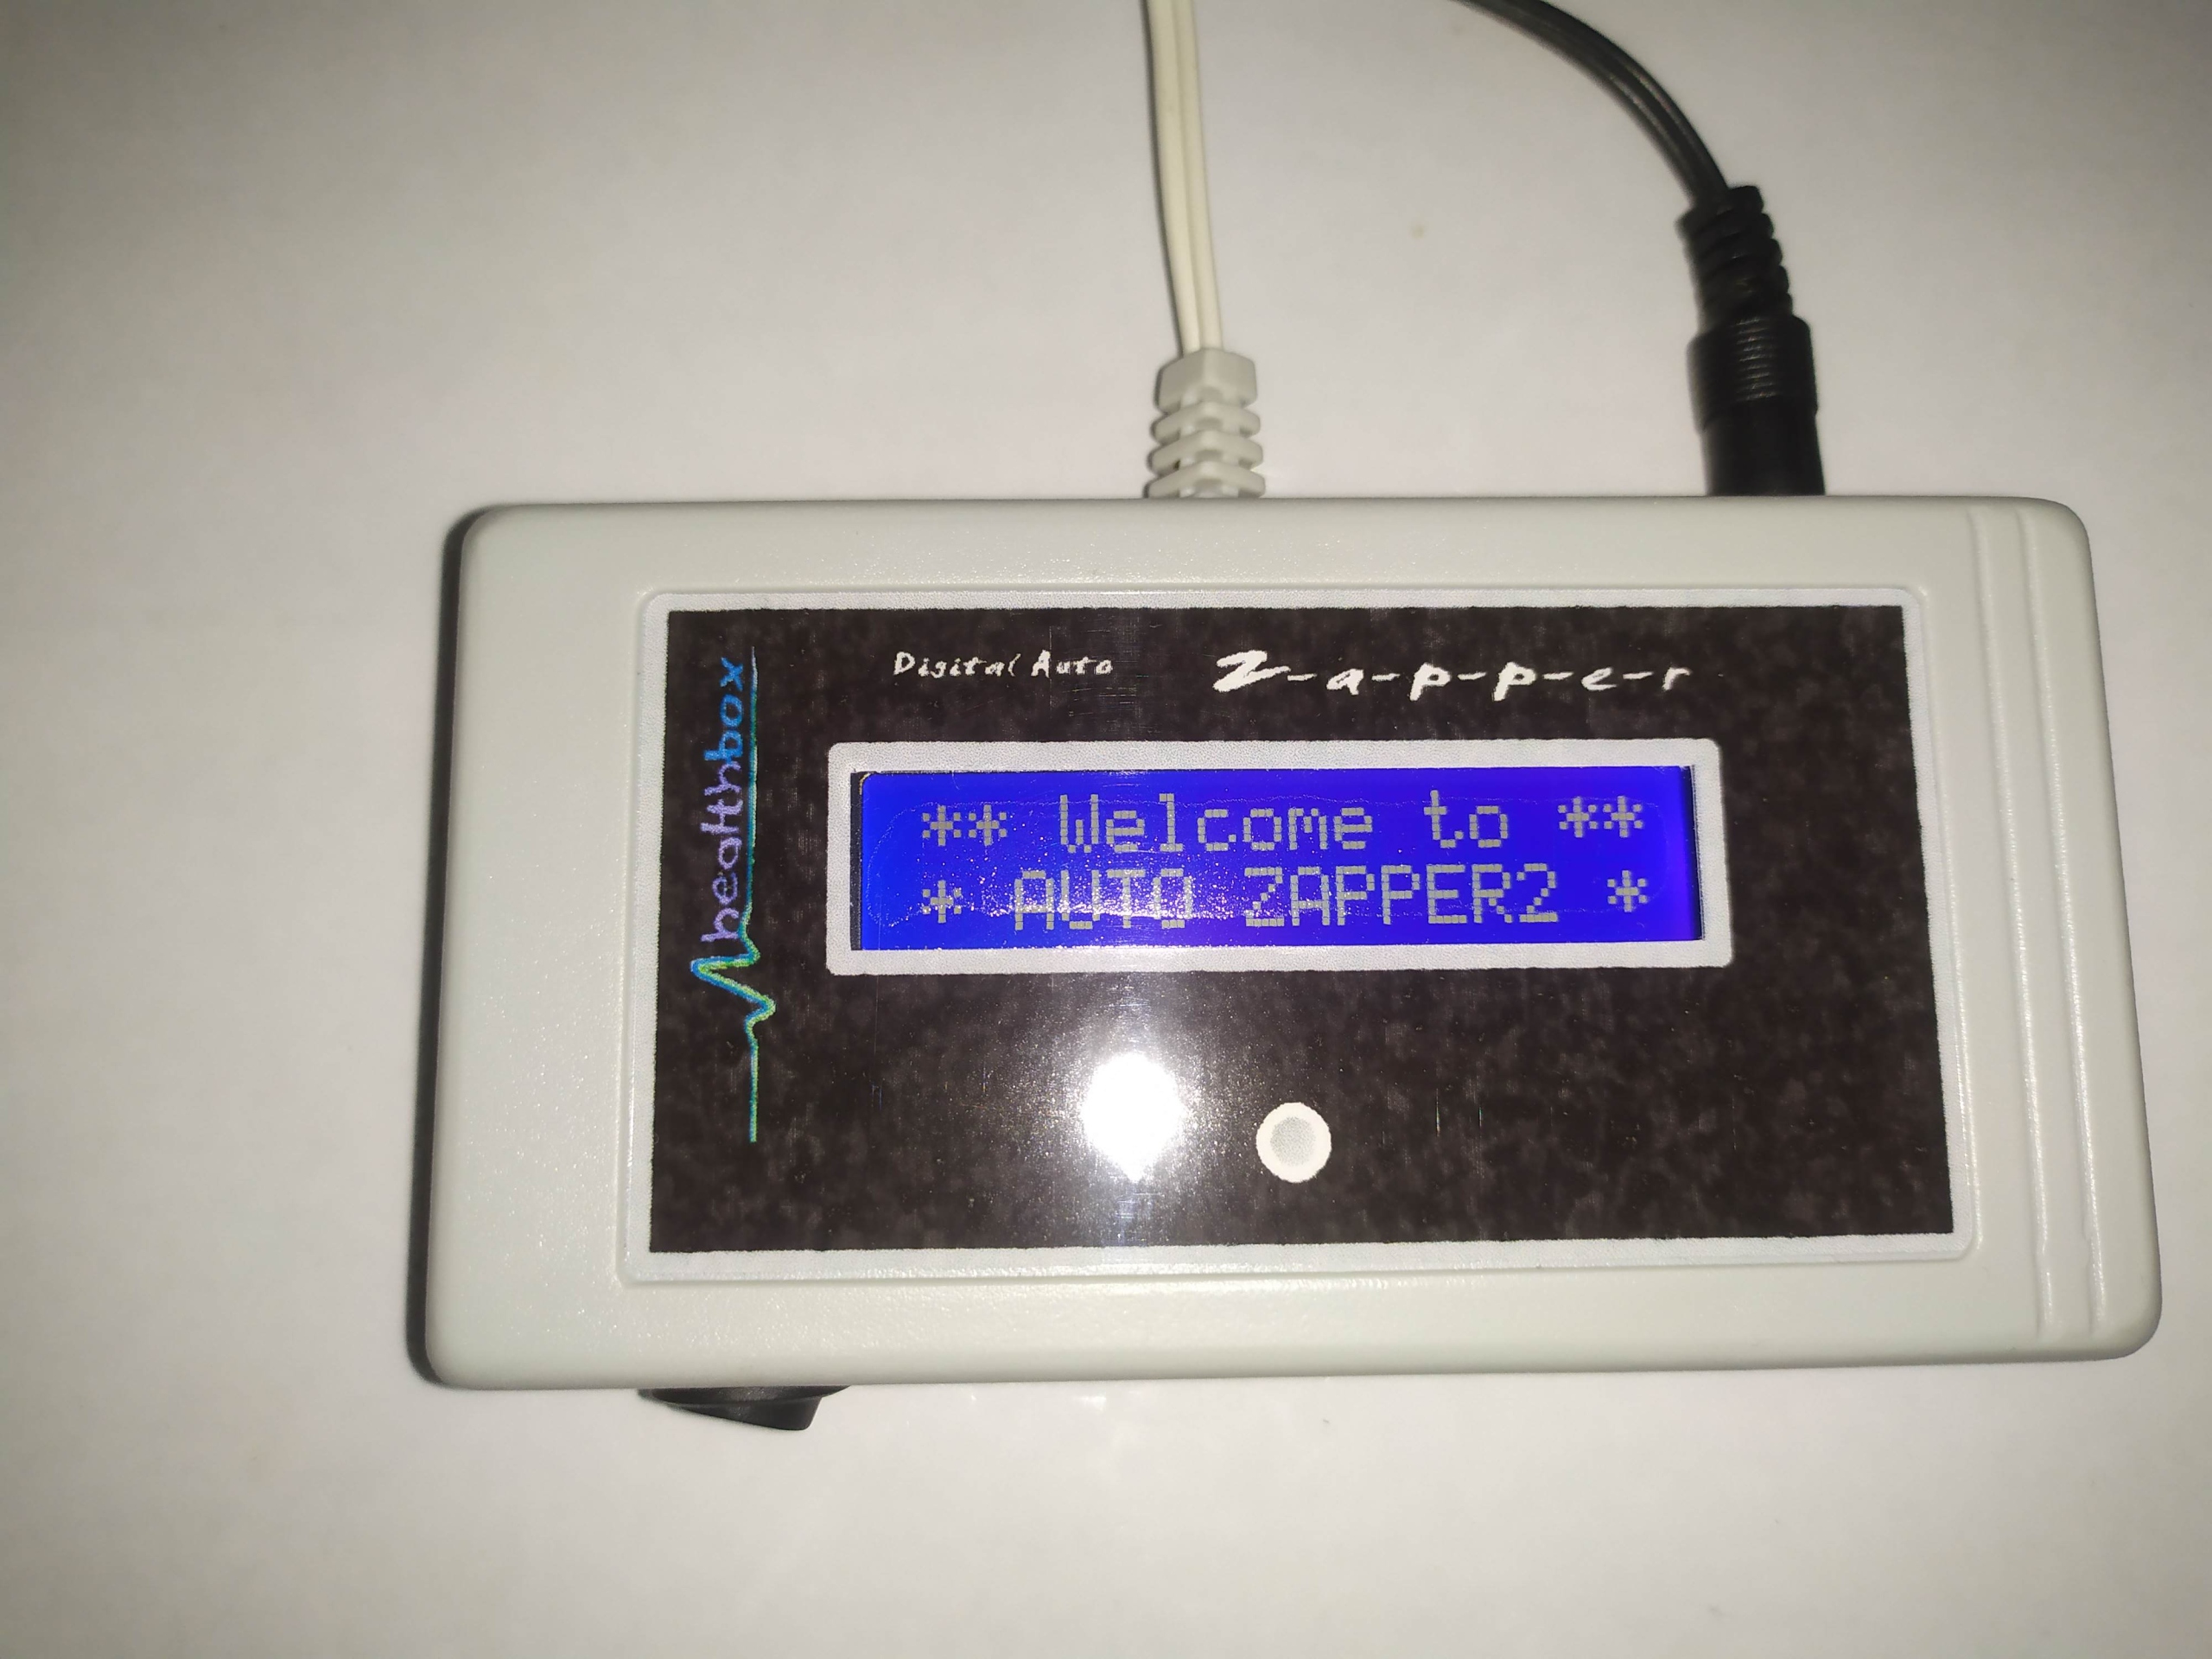 Digital Auto Z-a-p-p-e-r
healthbox
** Welcome to **
* AUTO ZAPPER2 *